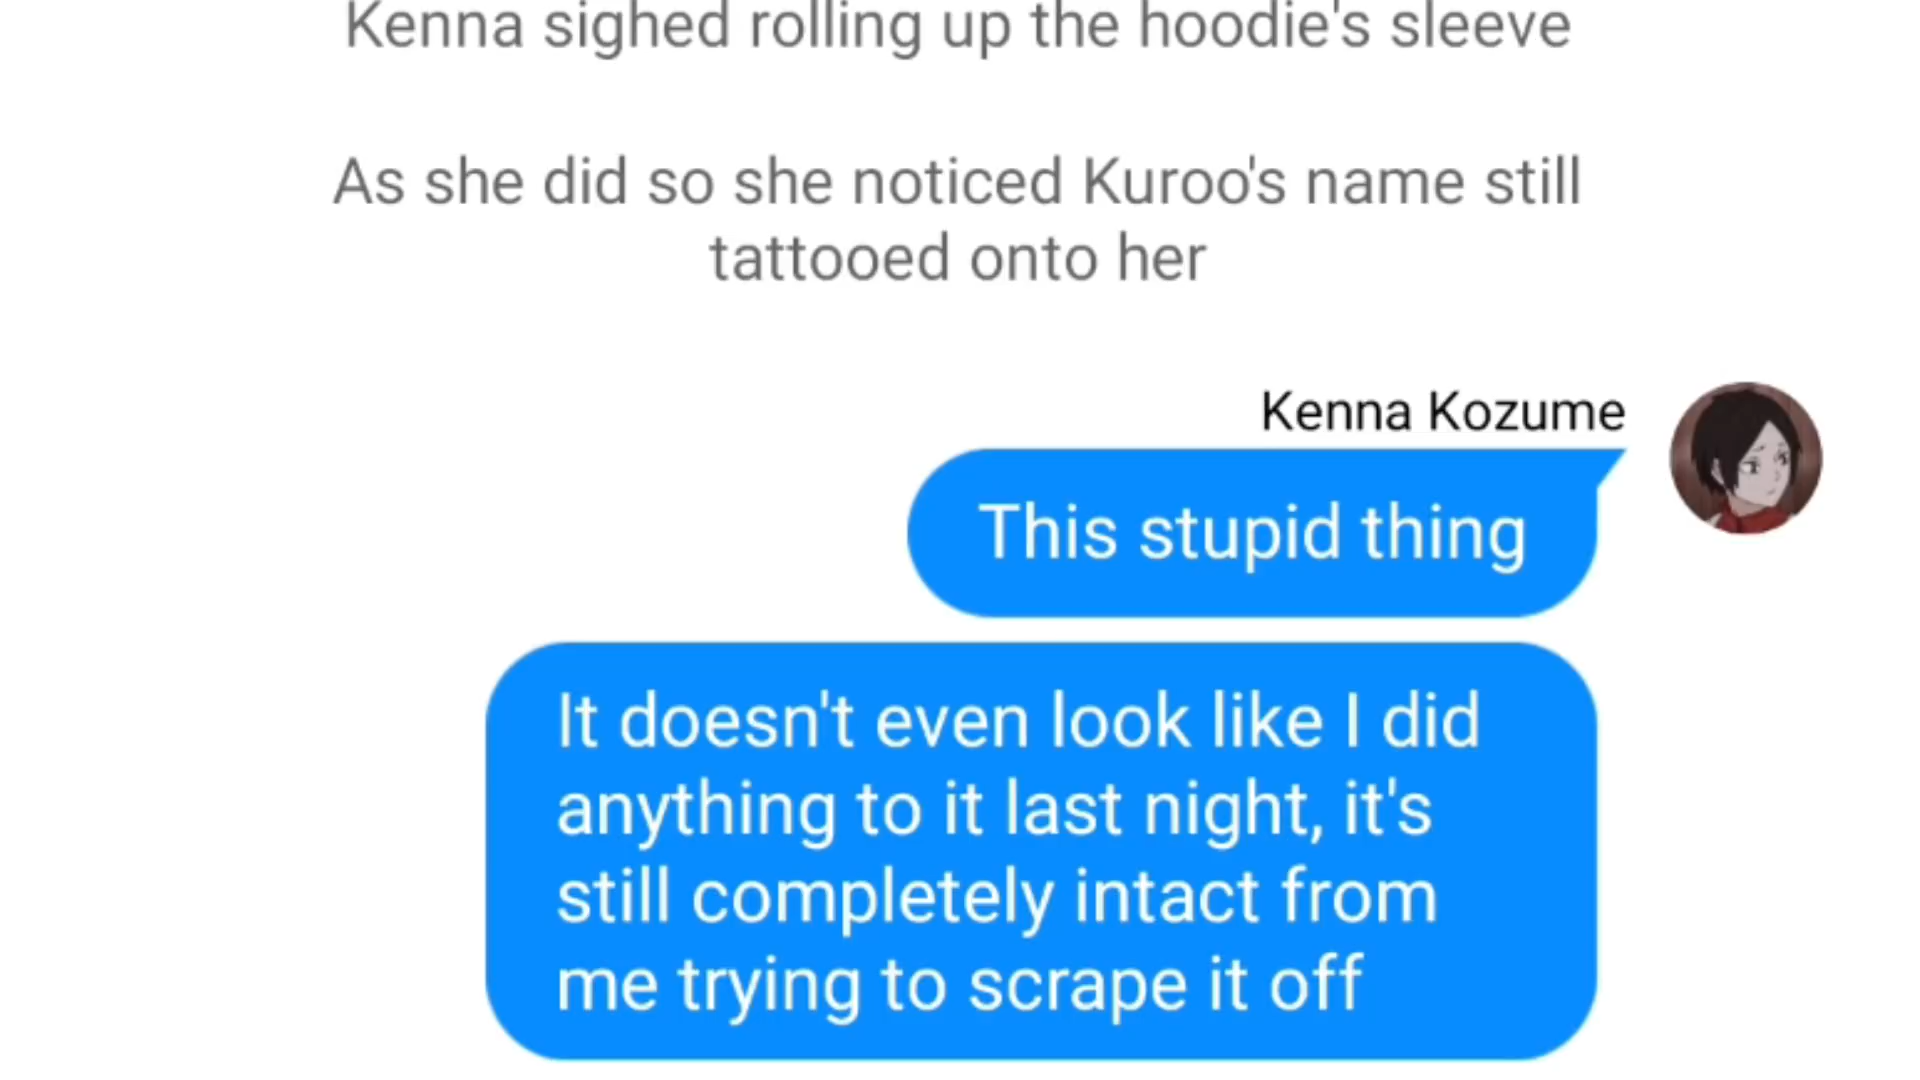 Kenna sighed rolling up the hoodie's sleeve
As she did so she noticed Kuroo's name still
tattooed onto her
Kenna Kozume
This stupid thing
It doesn't even look like I did
anything to it last night, it's
still completely intact from
me trying to scrape it off